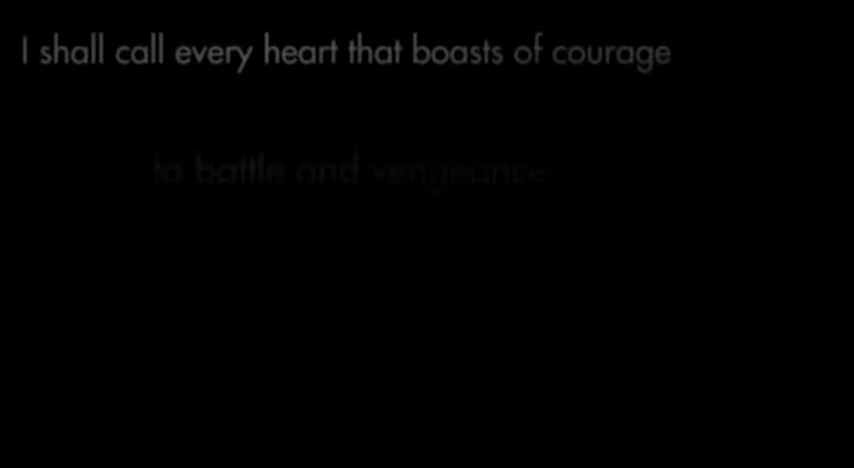 I shall call every heart that boasts of courage
to battle and vengeance